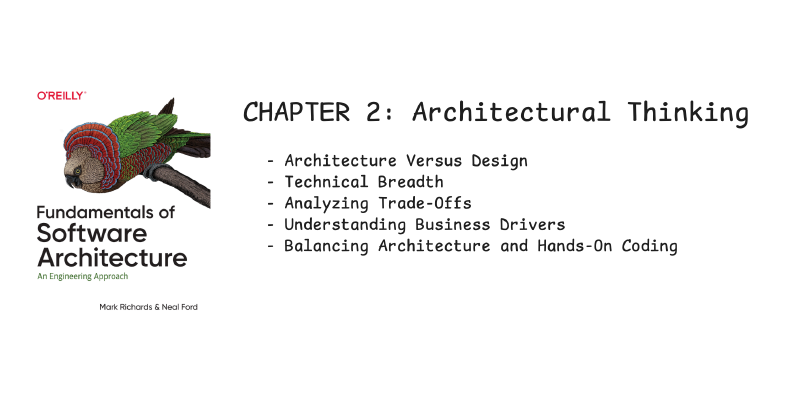 O'REILLY™
Fundamentals of
Software
Architecture
An Engineering Approach
Mark Richards & Neal Ford
CHAPTER 2: Architectural Thinking
- Architecture Versus Design
- Technical Breadth
- Analyzing Trade-Offs
- Understanding Business Drivers
- Balancing Architecture and Hands-On Coding